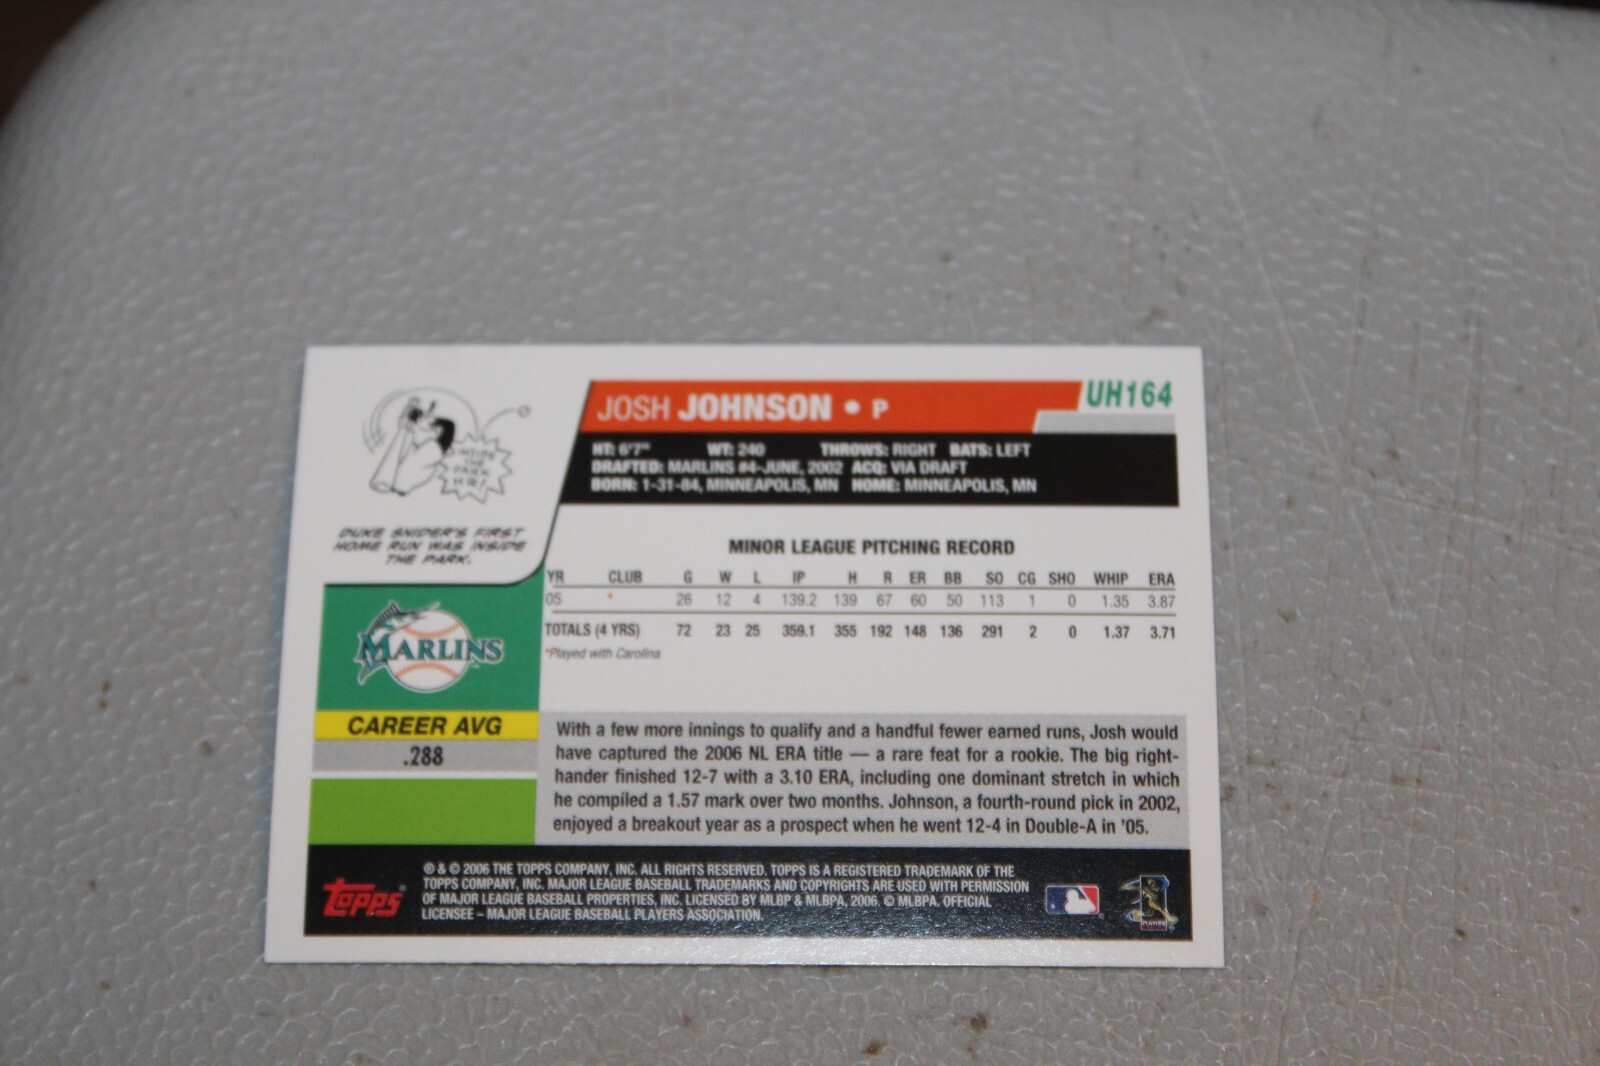 UH164
JOSH JOHNSON • P
HT: 6'7" WT: 240 THROWS: RIGHT BATS: LEFT
DRAFTED: MARLINS #4-JUNE, 2002 ACQ: VIA DRAFT
BORN: 1-31-84, MINNEAPOLIS, MN HOME: MINNEAPOLIS, MN
INSIDE
THE
PARK
HR!
DUKE SNIDER'S FIRST
HOME RUN WAS INSIDE
THE PARK.
MINOR LEAGUE PITCHING RECORD
YR CLUB G W L IP H R ER BB SO CG SHO WHIP ERA
05 * 26 12 4 139.2 139 67 60 50 113 1 0 1.35 3.87
TOTALS (4 YRS) 72 23 25 359.1 355 192 148 136 291 2 0 1.37 3.71
*Played with Carolina
MARLINS
CAREER AVG
.288
With a few more innings to qualify and a handful fewer earned runs, Josh would
have captured the 2006 NL ERA title — a rare feat for a rookie. The big right-
hander finished 12-7 with a 3.10 ERA, including one dominant stretch in which
he compiled a 1.57 mark over two months. Johnson, a fourth-round pick in 2002,
enjoyed a breakout year as a prospect when he went 12-4 in Double-A in '05.
topps
® & © 2006 THE TOPPS COMPANY, INC. ALL RIGHTS RESERVED. TOPPS IS A REGISTERED TRADEMARK OF THE
TOPPS COMPANY, INC. MAJOR LEAGUE BASEBALL TRADEMARKS AND COPYRIGHTS ARE USED WITH PERMISSION
OF MAJOR LEAGUE BASEBALL PROPERTIES, INC. LICENSED BY MLBP & MLBPA, 2006. © MLBPA. OFFICIAL
LICENSEE – MAJOR LEAGUE BASEBALL PLAYERS ASSOCIATION.